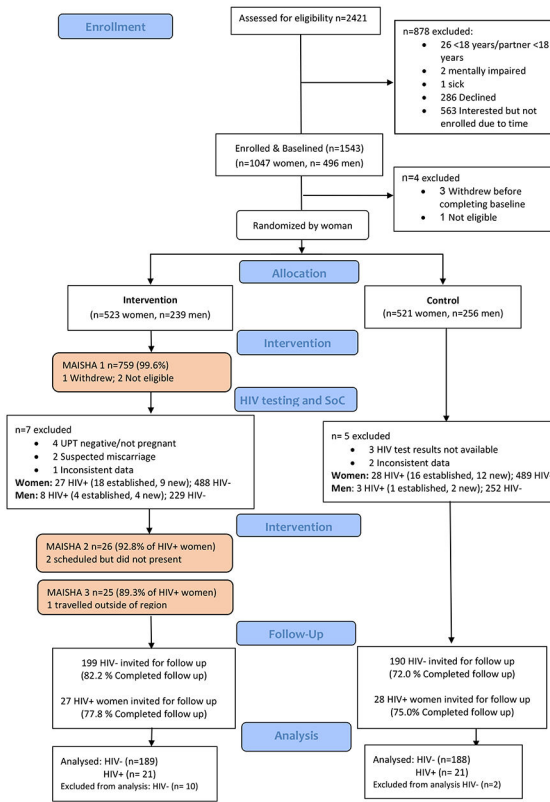 Enrollment
Assessed for eligibility n=2421
n=878 excluded:
• 26 <18 years/partner <18
years
• 2 mentally impaired
• 1 sick
• 286 Declined
• 563 Interested but not
enrolled due to time
Enrolled & Baselined (n=1543)
(n=1047 women, n= 496 men)
n=4 excluded
• 3 Withdrew before
completing baseline
• 1 Not eligible
Randomized by woman
Allocation
Intervention
(n=523 women, n=239 men)
Control
(n=521 women, n=256 men)
Intervention
MAISHA 1 n=759 (99.6%)
1 Withdrew; 2 Not eligible
HIV testing and SoC
n=7 excluded
• 4 UPT negative/not pregnant
• 2 Suspected miscarriage
• 1 Inconsistent data
Women: 27 HIV+ (18 established, 9 new); 488 HIV-
Men: 8 HIV+ (4 established, 4 new); 229 HIV-
n= 5 excluded
• 3 HIV test results not available
• 2 Inconsistent data
Women: 28 HIV+ (16 established, 12 new); 489 HIV-
Men: 3 HIV+ (1 established, 2 new); 252 HIV-
Intervention
MAISHA 2 n=26 (92.8% of HIV+ women)
2 scheduled but did not present
MAISHA 3 n=25 (89.3% of HIV+ women)
1 travelled outside of region
Follow-Up
199 HIV- invited for follow up
(82.2 % Completed follow up)
27 HIV+ women invited for follow up
(77.8 % Completed follow up)
190 HIV- invited for follow up
(72.0 % Completed follow up)
28 HIV+ women invited for follow up
(75.0% Completed follow up)
Analysis
Analysed: HIV- (n=189)
HIV+ (n= 21)
Excluded from analysis: HIV- (n= 10)
Analysed: HIV- (n=188)
HIV+ (n= 21)
Excluded from analysis HIV- (n=2)